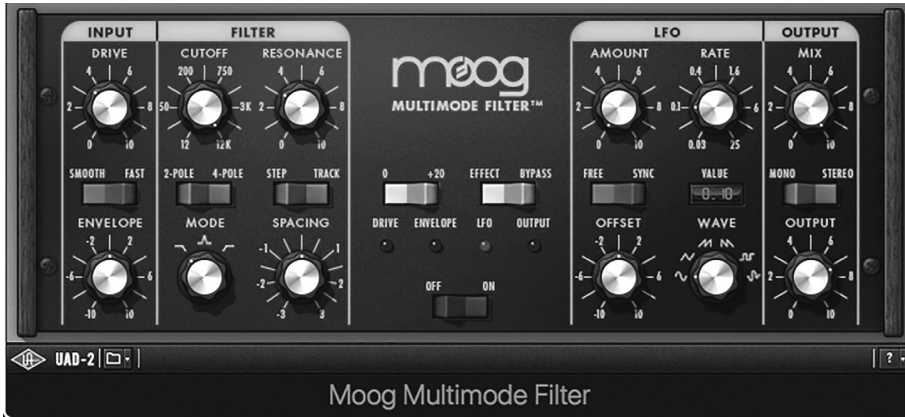 INPUT FILTER LFO OUTPUT
DRIVE CUTOFF RESONANCE AMOUNT RATE MIX
4 6 200 750 4 6 4 6 0.4 1.6 4 6
2 8 50 3K 2 8 2 8 0.1 6 2 8
0 10 12 12K 0 10 0 10 0.03 25 0 10
moog
MULTIMODE FILTER™
SMOOTH FAST 2-POLE 4-POLE STEP TRACK 0 +20 EFFECT BYPASS FREE SYNC VALUE MONO STEREO
0.10
ENVELOPE MODE SPACING DRIVE ENVELOPE LFO OUTPUT OFFSET WAVE OUTPUT
-2 2 -1 1 -2 2 4 6
-6 6 -2 2 -6 6 2 8
-10 10 -3 3 -10 10 0 10
OFF ON
UA UAD-2 ?
Moog Multimode Filter